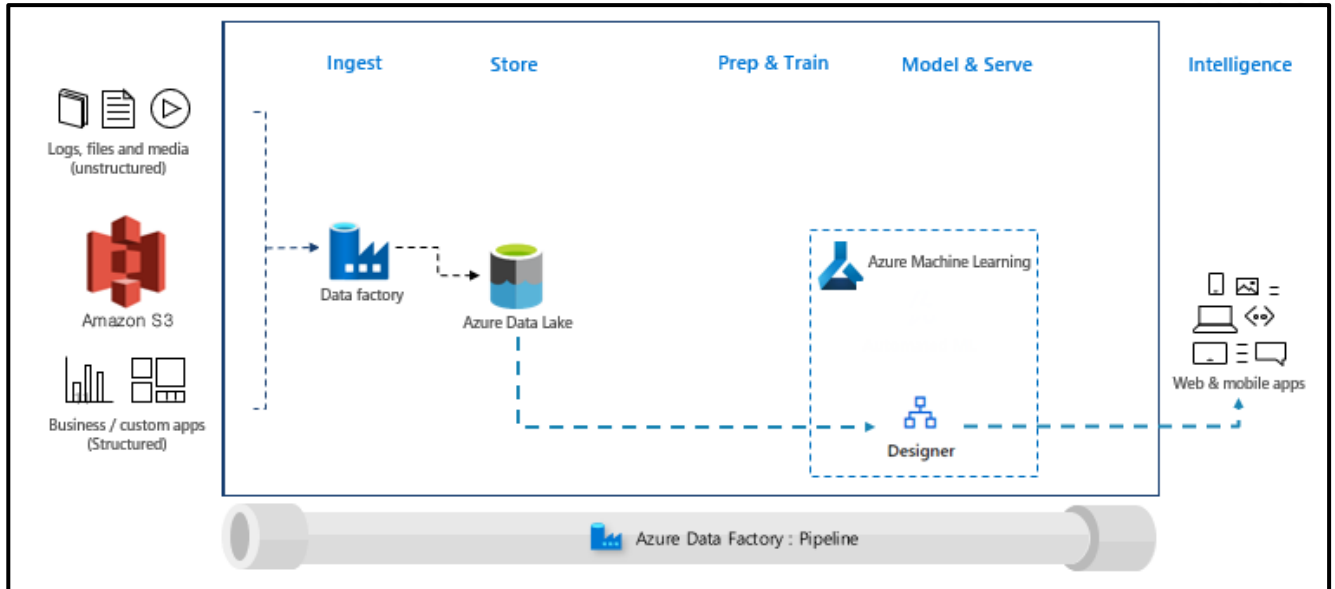 Ingest
Store
Prep & Train
Model & Serve
Intelligence
Logs, files and media
(unstructured)
Amazon S3
Business / custom apps
(Structured)
Data factory
Azure Data Lake
Azure Machine Learning
Designer
Web & mobile apps
Azure Data Factory : Pipeline